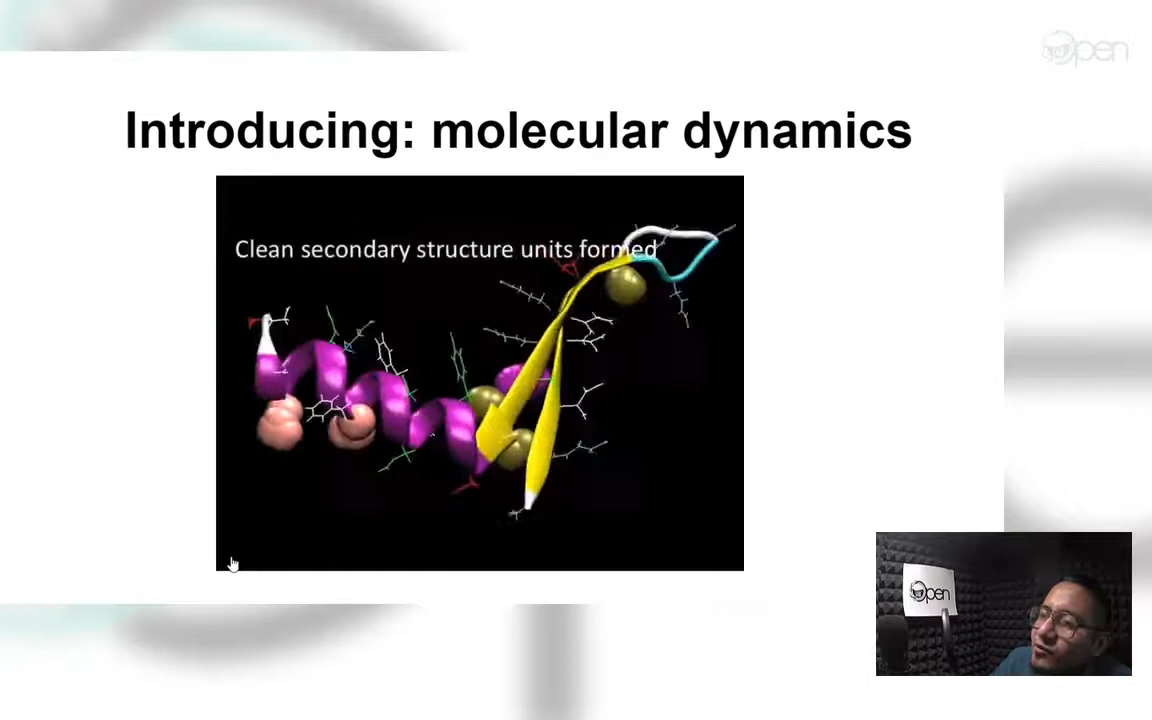 Open
Introducing: molecular dynamics
Clean secondary structure units formed
Open